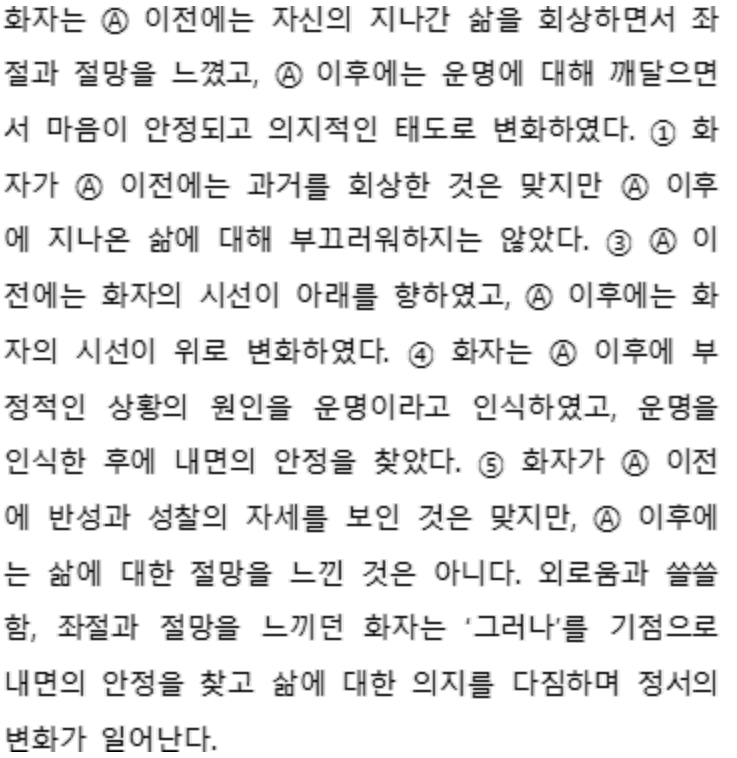 화자는 Ⓐ 이전에는 자신의 지나간 삶을 회상하면서 좌
절과 절망을 느꼈고, Ⓐ 이후에는 운명에 대해 깨달으면
서 마음이 안정되고 의지적인 태도로 변화하였다. ① 화
자가 Ⓐ 이전에는 과거를 회상한 것은 맞지만 Ⓐ 이후
에 지나온 삶에 대해 부끄러워하지는 않았다. ③ Ⓐ 이
전에는 화자의 시선이 아래를 향하였고, Ⓐ 이후에는 화
자의 시선이 위로 변화하였다. ④ 화자는 Ⓐ 이후에 부
정적인 상황의 원인을 운명이라고 인식하였고, 운명을
인식한 후에 내면의 안정을 찾았다. ⑤ 화자가 Ⓐ 이전
에 반성과 성찰의 자세를 보인 것은 맞지만, Ⓐ 이후에
는 삶에 대한 절망을 느낀 것은 아니다. 외로움과 쓸쓸
함, 좌절과 절망을 느끼던 화자는 ‘그러나’를 기점으로
내면의 안정을 찾고 삶에 대한 의지를 다짐하며 정서의
변화가 일어난다.